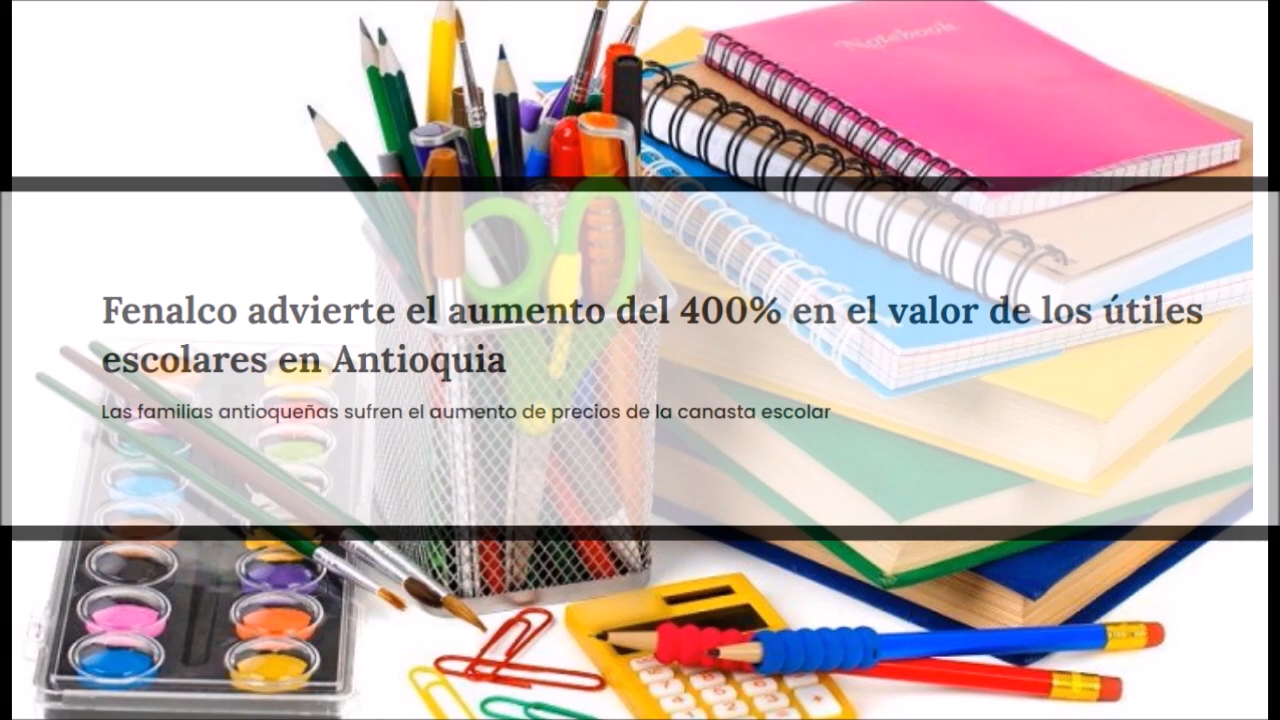 Notebook
Fenalco advierte el aumento del 400% en el valor de los útiles
escolares en Antioquia
Las familias antioqueñas sufren el aumento de precios de la canasta escolar